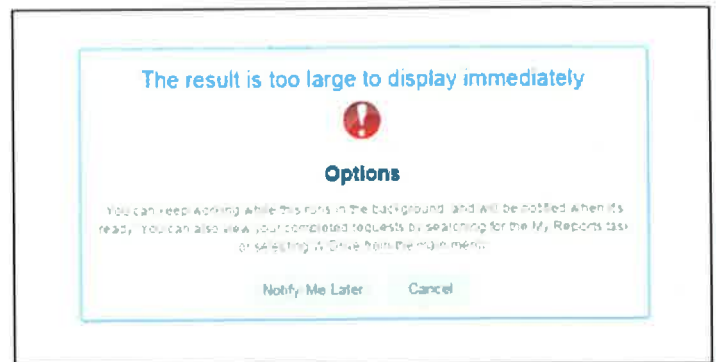 The result is too large to display immediately
Options
You can keep working while this runs in the background, and will be notified when it's
ready. You can also view your completed requests by searching for the My Reports task
or selecting W:Drive from the main menu.
Notify Me Later Cancel